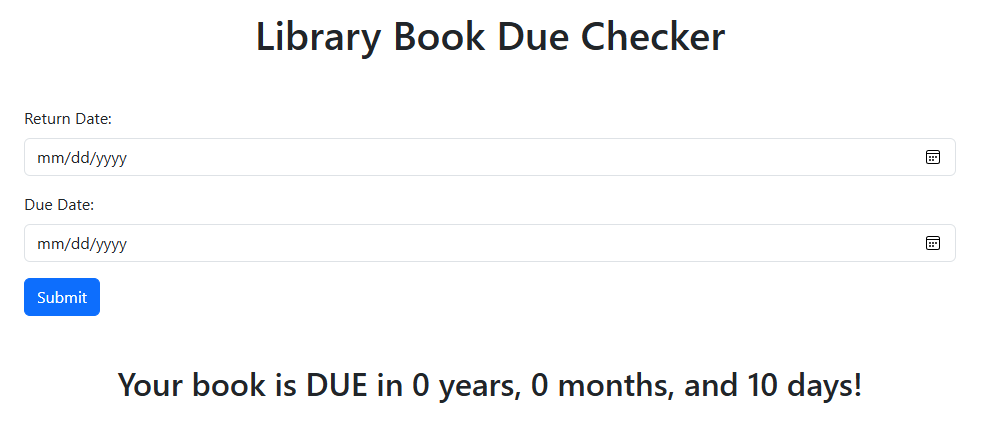 Library Book Due Checker
Return Date:
mm/dd/yyyy
Due Date:
mm/dd/yyyy
Submit
Your book is DUE in 0 years, 0 months, and 10 days!